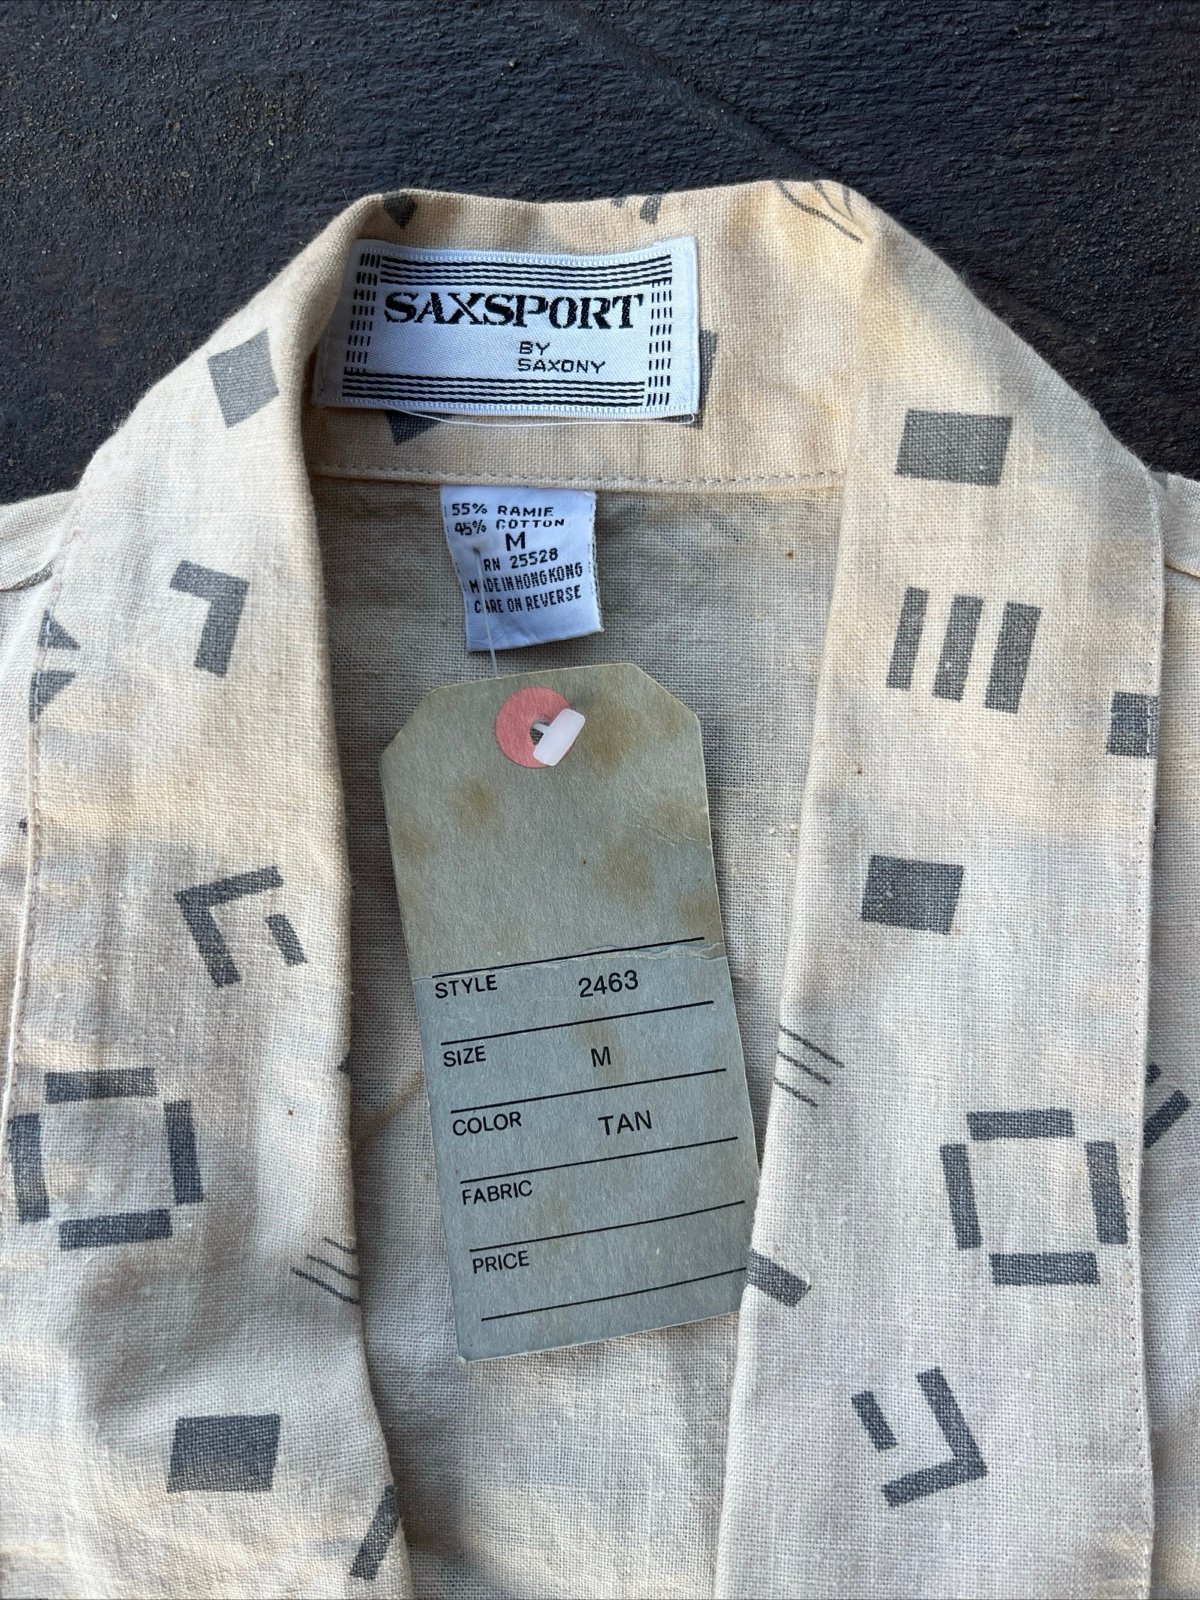 SAXSPORT
BY
SAXONY
55% RAMIE
45% COTTON
M
RN 25528
MADE IN HONG KONG
CARE ON REVERSE
STYLE 2463
SIZE M
COLOR TAN
FABRIC
PRICE